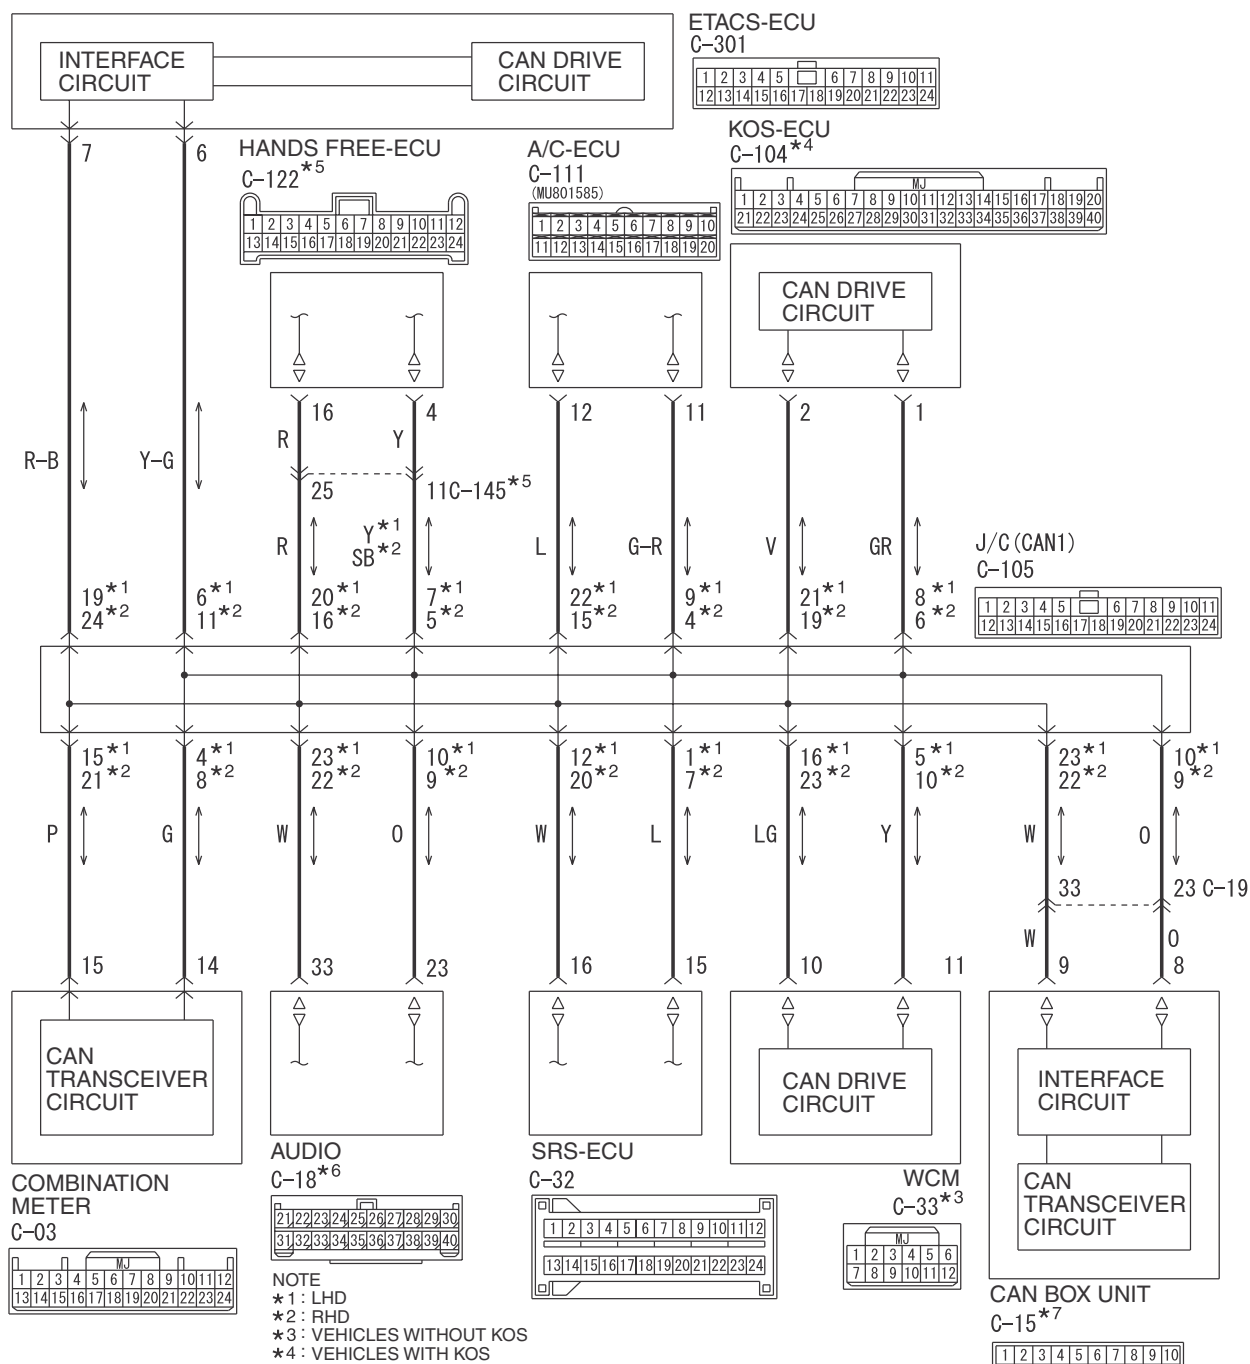 ETACS-ECU
C-301
INTERFACE
CIRCUIT
CAN DRIVE
CIRCUIT
1 2 3 4 5 6 7 8 9 10 11
12 13 14 15 16 17 18 19 20 21 22 23 24
7
6
HANDS FREE-ECU
C-122*5
1 2 3 4 5 6 7 8 9 10 11 12
13 14 15 16 17 18 19 20 21 22 23 24
A/C-ECU
C-111
(MU801585)
1 2 3 4 5 6 7 8 9 10
11 12 13 14 15 16 17 18 19 20
KOS-ECU
C-104*4
MJ
1 2 3 4 5 6 7 8 9 10 11 12 13 14 15 16 17 18 19 20
21 22 23 24 25 26 27 28 29 30 31 32 33 34 35 36 37 38 39 40
CAN DRIVE
CIRCUIT
16 4 12 11 2 1
R-B Y-G R Y
25 11 C-145*5
R Y*1
SB*2
L G-R V GR
J/C(CAN1)
C-105
1 2 3 4 5 6 7 8 9 10 11
12 13 14 15 16 17 18 19 20 21 22 23 24
19*1 6*1 20*1 7*1 22*1 9*1 21*1 8*1
24*2 11*2 16*2 5*2 15*2 4*2 19*2 6*2
15*1 4*1 23*1 10*1 12*1 1*1 16*1 5*1 23*1 10*1
21*2 8*2 22*2 9*2 20*2 7*2 23*2 10*2 22*2 9*2
P G W O W L LG Y W O
33 23 C-19
W O
15 14 33 23 16 15 10 11 9 8
CAN
TRANSCEIVER
CIRCUIT
CAN DRIVE
CIRCUIT
INTERFACE
CIRCUIT
CAN
TRANSCEIVER
CIRCUIT
COMBINATION
METER
C-03
MJ
1 2 3 4 5 6 7 8 9 10 11 12
13 14 15 16 17 18 19 20 21 22 23 24
AUDIO
C-18*6
21 22 23 24 25 26 27 28 29 30
31 32 33 34 35 36 37 38 39 40
SRS-ECU
C-32
1 2 3 4 5 6 7 8 9 10 11 12
13 14 15 16 17 18 19 20 21 22 23 24
WCM
C-33*3
MJ
1 2 3 4 5 6
7 8 9 10 11 12
CAN BOX UNIT
C-15*7
1 2 3 4 5 6 7 8 9 10
NOTE
*1 : LHD
*2 : RHD
*3 : VEHICLES WITHOUT KOS
*4 : VEHICLES WITH KOS